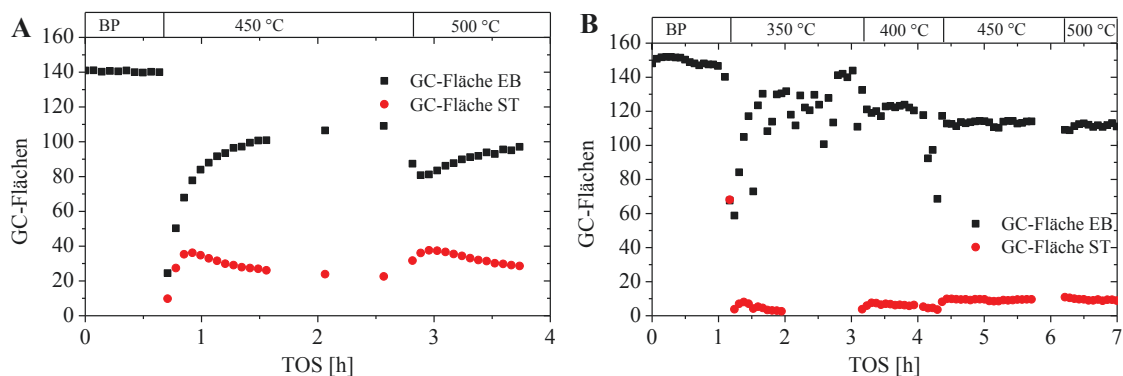 A
BP 450 °C 500 °C
160
140
120
100
80
60
40
20
0
GC-Flächen
GC-Fläche EB
GC-Fläche ST
0 1 2 3 4
TOS [h]
B
BP 350 °C 400 °C 450 °C 500 °C
160
140
120
100
80
60
40
20
0
GC-Flächen
GC-Fläche EB
GC-Fläche ST
0 1 2 3 4 5 6 7
TOS [h]